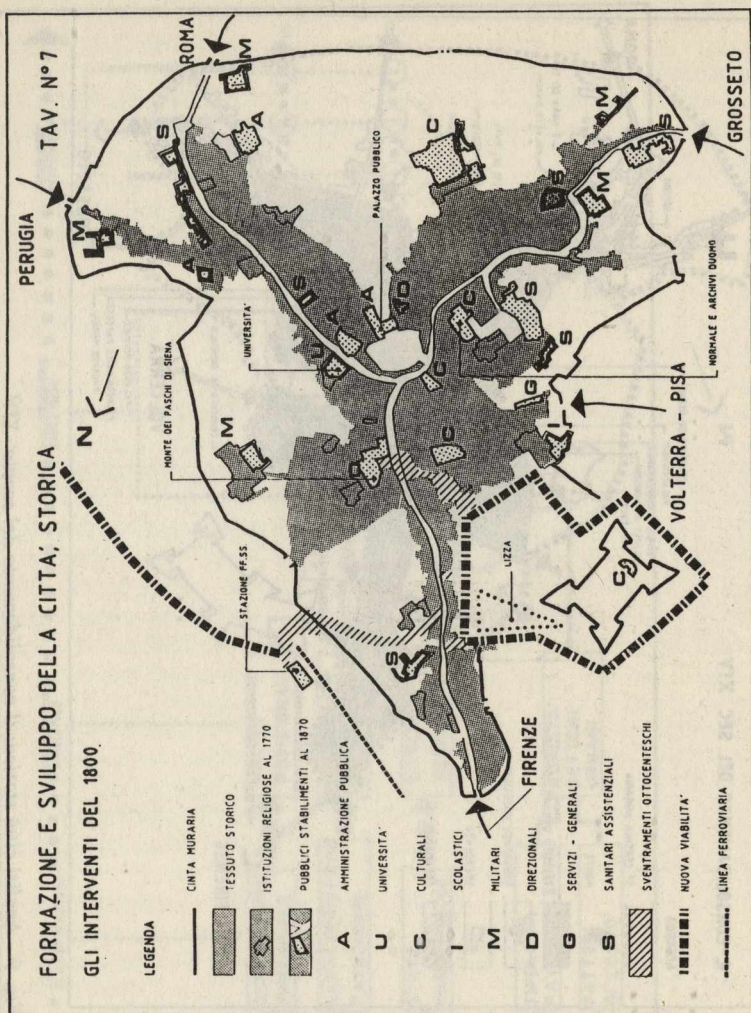 FORMAZIONE E SVILUPPO DELLA CITTA', STORICA
TAV. N° 7
GLI INTERVENTI DEL 1800.
LEGENDA
CINTA MURARIA
TESSUTO STORICO
ISTITUZIONI RELIGIOSE AL 1770
PUBBLICI STABILIMENTI AL 1870
A AMMINISTRAZIONE PUBBLICA
U UNIVERSITA'
C CULTURALI
I SCOLASTICI
M MILITARI
D DIREZIONALI
G SERVIZI - GENERALI
S SANITARI ASSISTENZIALI
SVENTRAMENTI OTTOCENTESCHI
NUOVA VIABILITA'
LINEA FERROVIARIA
N
PERUGIA
ROMA
M
S
M
A
A
STAZIONE FF.SS.
MONTE DEI PASCHI DI SIENA
UNIVERSITA'
PALAZZO PUBBLICO
M
U
S
A
A
D
C
D
I
S
C
C
C
S
S
M
M
S
G
S
I
FIRENZE
LIZZA
C
VOLTERRA - PISA
NORMALE E ARCHIVI DUOMO
GROSSETO